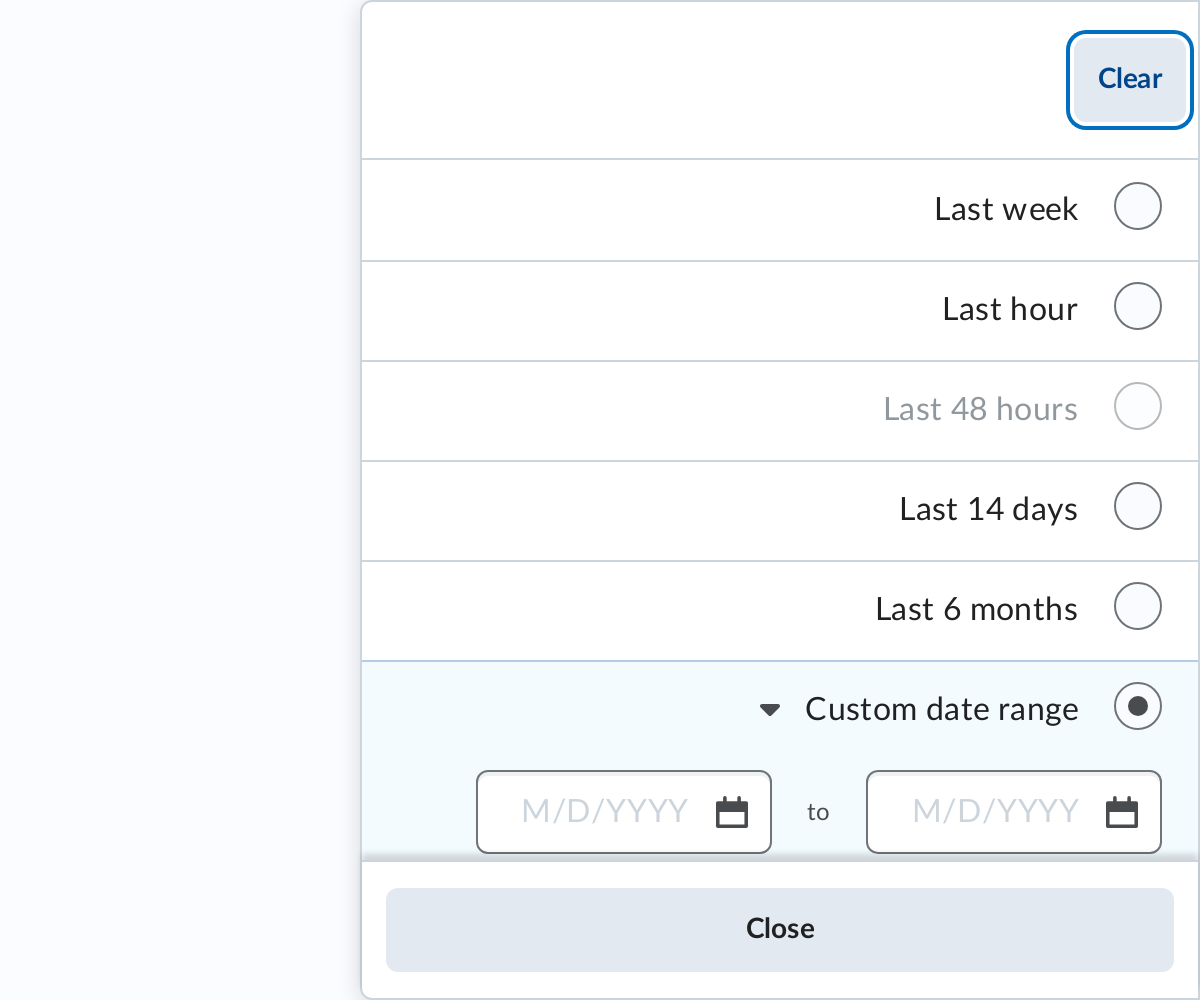 Clear
Last week
Last hour
Last 48 hours
Last 14 days
Last 6 months
Custom date range
M/D/YYYY to M/D/YYYY
Close